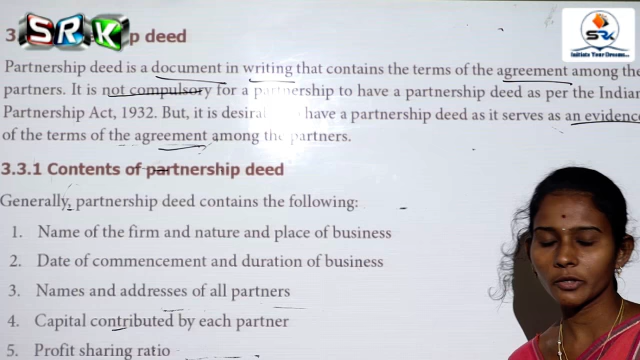 SRK
SRK
Initiate Your Dreams...
3. deed
Partnership deed is a document in writing that contains the terms of the agreement among the
partners. It is not compulsory for a partnership to have a partnership deed as per the Indian
Partnership Act, 1932. But, it is have a partnership deed as it serves as an evidence
of the terms of the agreement among the partners.
3.3.1 Contents of partnership deed
Generally, partnership deed contains the following:
1. Name of the firm and nature and place of business
2. Date of commencement and duration of business
3. Names and addresses of all partners
4. Capital contributed by each partner
5. Profit sharing ratio